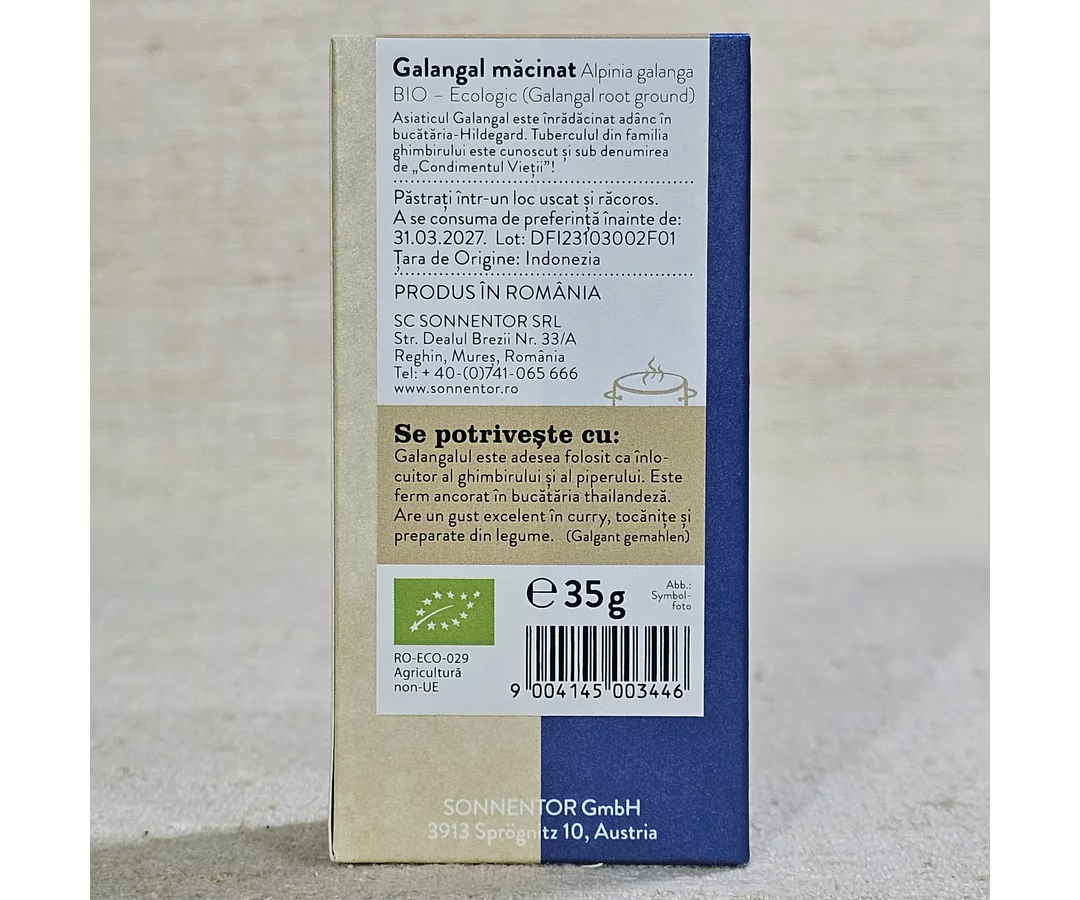 Galangal măcinat Alpinia galanga
BIO – Ecologic (Galangal root ground)
Asiaticul Galangal este înrădăcinat adânc în
bucătăria-Hildegard. Tuberculul din familia
ghimbirului este cunoscut și sub denumirea
de „Condimentul Vieții”!
Păstrați într-un loc uscat și răcoros.
A se consuma de preferință înainte de:
31.03.2027. Lot: DFI23103002F01
Țara de Origine: Indonezia
PRODUS ÎN ROMÂNIA
SC SONNENTOR SRL
Str. Dealul Brezii Nr. 33/A
Reghin, Mureș, România
Tel: + 40-(0)741-065 666
www.sonnentor.ro
Se potrivește cu:
Galangalul este adesea folosit ca înlo-
cuitor al ghimbirului și al piperului. Este
ferm ancorat în bucătăria thailandeză.
Are un gust excelent în curry, tocănițe și
preparate din legume. (Galgant gemahlen)
℮ 35g
Abb.:
Symbol-
foto
RO-ECO-029
Agricultură
non-UE
9 004145 003446
SONNENTOR GmbH
3913 Sprögnitz 10, Austria